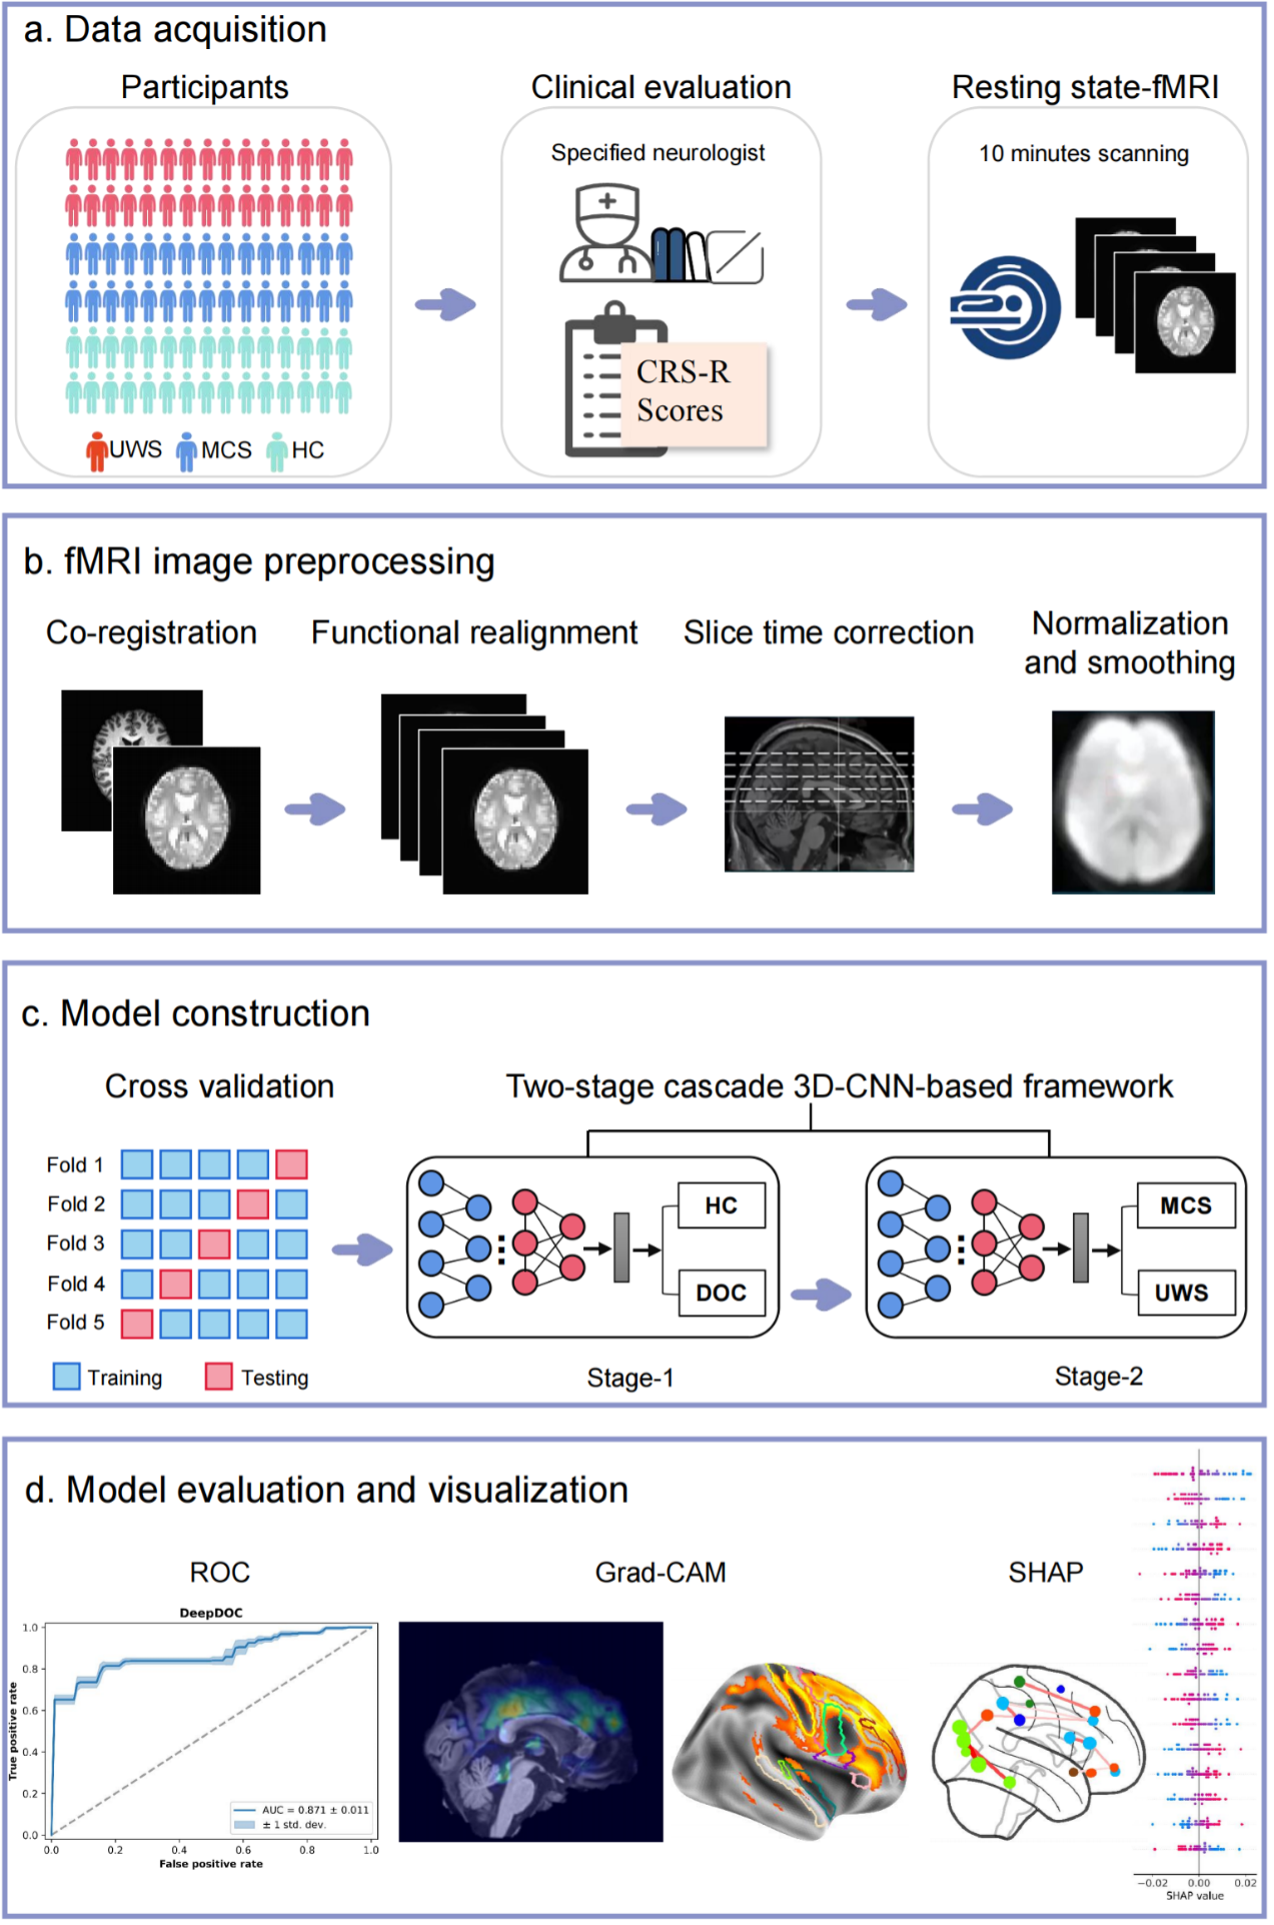 a. Data acquisition
Participants
Clinical evaluation
Resting state-fMRI
Specified neurologist
10 minutes scanning
CRS-R
Scores
UWS
MCS
HC
b. fMRI image preprocessing
Co-registration
Functional realignment
Slice time correction
Normalization
and smoothing
c. Model construction
Cross validation
Two-stage cascade 3D-CNN-based framework
Fold 1
Fold 2
Fold 3
Fold 4
Fold 5
Training
Testing
HC
DOC
Stage-1
MCS
UWS
Stage-2
d. Model evaluation and visualization
ROC
Grad-CAM
SHAP
DeepDOC
True positive rate
1.0
0.8
0.6
0.4
0.2
0.0
AUC = 0.871 ± 0.011
± 1 std. dev.
0.0 0.2 0.4 0.6 0.8 1.0
False positive rate
−0.02 0.00 0.02
SHAP value